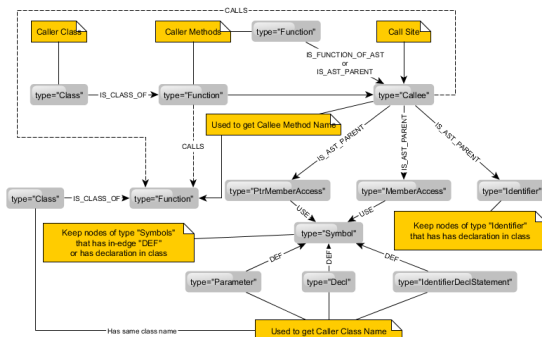 CALLS
Caller Class
Caller Methods
type="Function"
Call Site
IS_FUNCTION_OF_AST
or
IS_AST_PARENT
type="Class"
IS_CLASS_OF
type="Function"
type="Callee"
Used to get Callee Method Name
CALLS
IS_AST_PARENT
IS_AST_PARENT
IS_AST_PARENT
type="Class"
IS_CLASS_OF
type="Function"
type="PtrMemberAccess"
type="MemberAccess"
type="Identifier"
USE
USE
Keep nodes of type "Symbols"
that has in-edge "DEF"
or has declaration in class
type="Symbol"
Keep nodes of type "Identifier"
that has has declaration in class
DEF
DEF
DEF
type="Parameter"
type="Decl"
type="IdentifierDeclStatement"
Has same class name
Used to get Caller Class Name